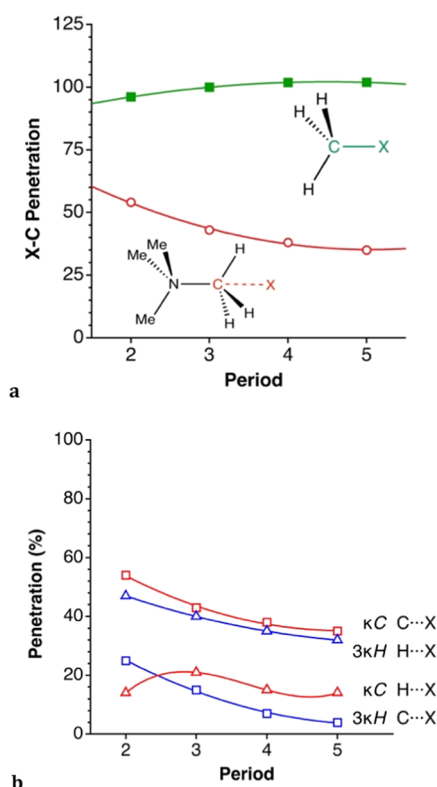 125
100
75
50
25
0
X-C Penetration
H
H
C
X
H
Me
Me
N
Me
H
C
X
H
H
2 3 4 5
Period
a
100
80
60
40
20
0
Penetration (%)
κC C···X
3κH H···X
κC H···X
3κH C···X
2 3 4 5
Period
b